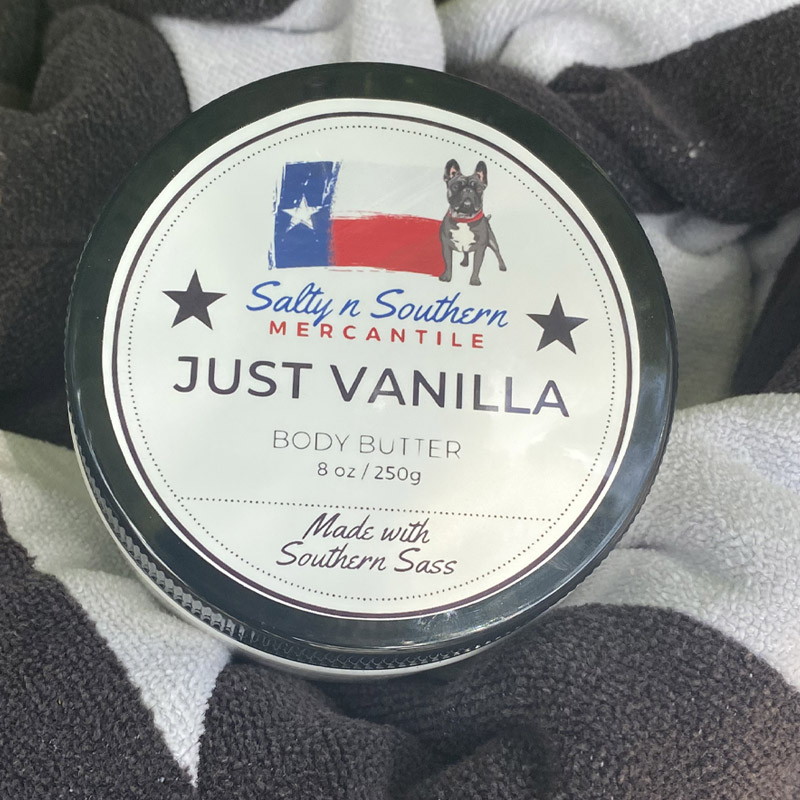 Salty n Southern
MERCANTILE
JUST VANILLA
BODY BUTTER
8 oz / 250g
Made with
Southern Sass